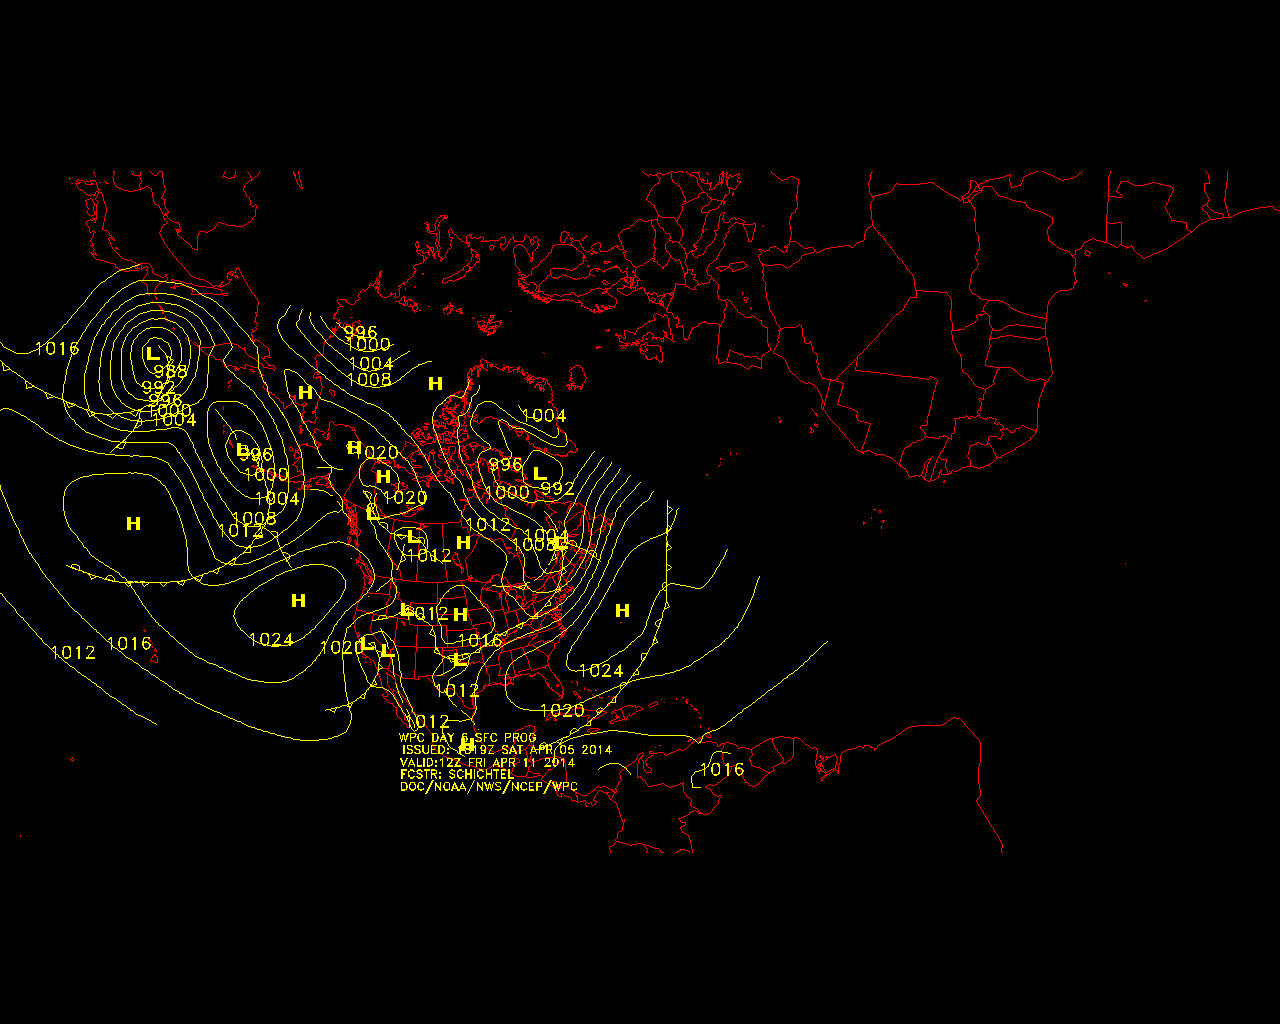 996
1000
1016
1004
988
1008
H
992
H
996
1000
1004
1004
H
1020
L
996
996
H
1000
L
992
1020
1000
1004
L
1008
H
1012
1012
1004
L
H
1008
L
1012
H
L
1012
H
H
1024
1016
1016
1020
L
L
1012
L
1024
1012
1020
1012
WPC DAY 6 SFC PROG
ISSUED: SAT APR 05 2014
VALID:12Z FRI APR 11 2014
1016
FCSTR: SCHICHTEL
DOC/NOAA/NWS/NCEP/WPC